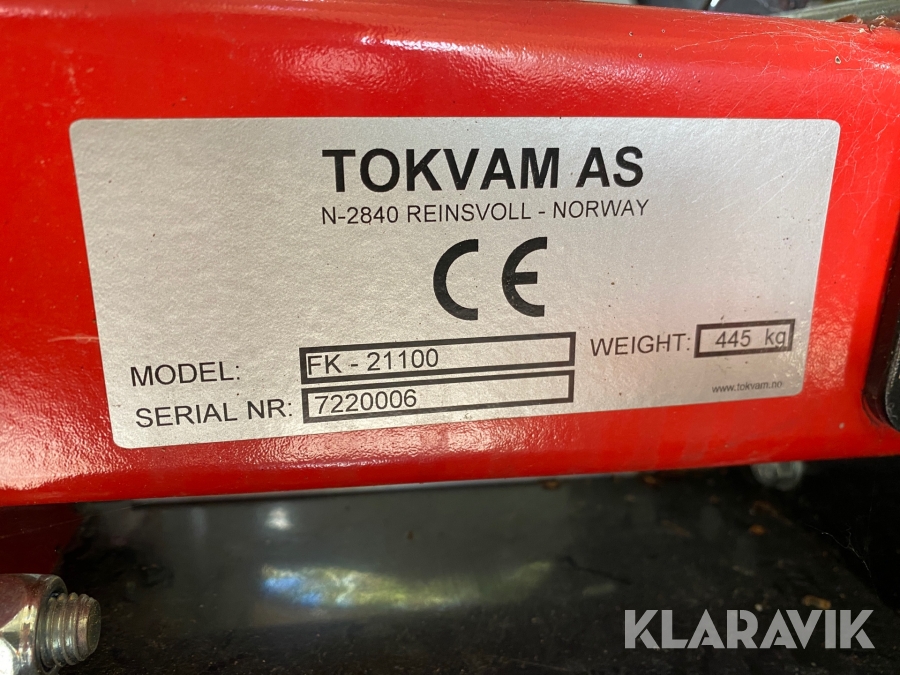 TOKVAM AS
N-2840 REINSVOLL - NORWAY
CE
MODEL: FK - 21100
WEIGHT: 445 kg
SERIAL NR: 7220006
www.tokvam.no
KLARAVIK